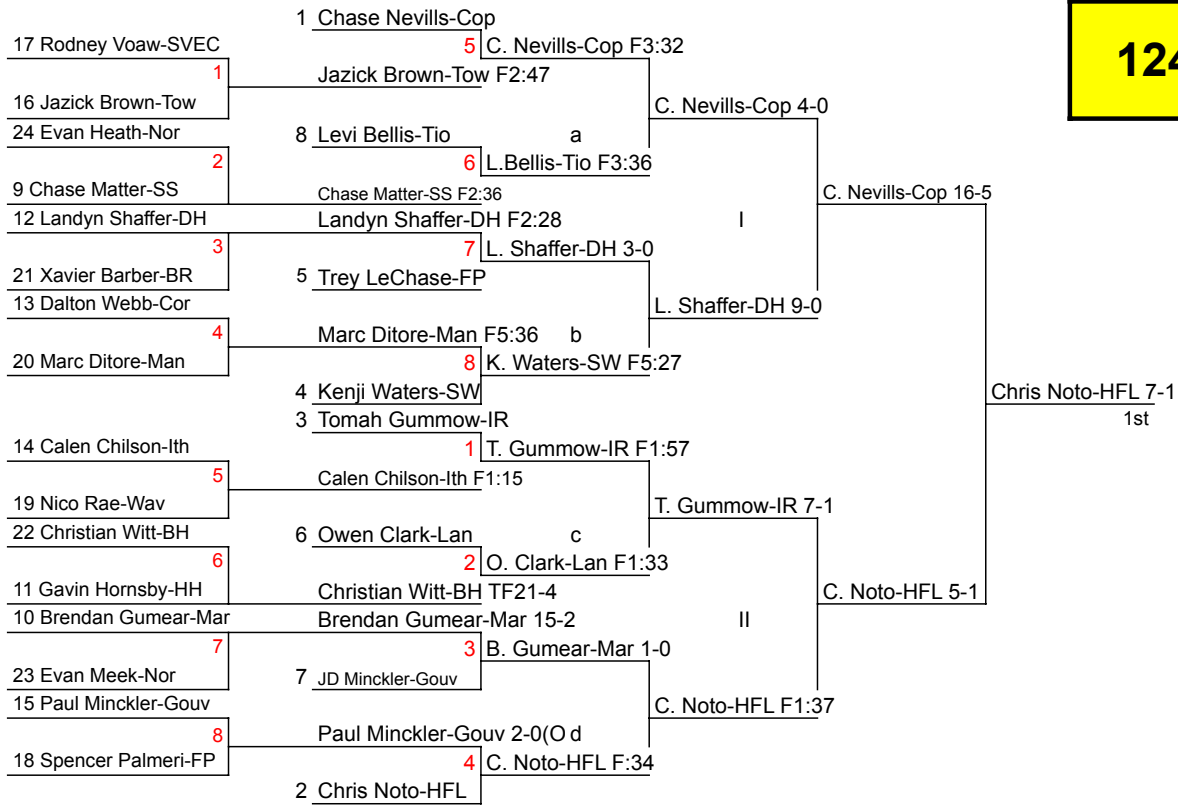 1 Chase Nevills-Cop
124
17 Rodney Voaw-SVEC
5 C. Nevills-Cop F3:32
1
Jazick Brown-Tow F2:47
16 Jazick Brown-Tow
C. Nevills-Cop 4-0
24 Evan Heath-Nor
8 Levi Bellis-Tio a
2
6 L.Bellis-Tio F3:36
9 Chase Matter-SS
Chase Matter-SS F2:36
C. Nevills-Cop 16-5
12 Landyn Shaffer-DH
Landyn Shaffer-DH F2:28 I
3
7 L. Shaffer-DH 3-0
21 Xavier Barber-BR
5 Trey LeChase-FP
13 Dalton Webb-Cor
L. Shaffer-DH 9-0
4
Marc Ditore-Man F5:36 b
20 Marc Ditore-Man
8 K. Waters-SW F5:27
4 Kenji Waters-SW
Chris Noto-HFL 7-1
1st
3 Tomah Gummow-IR
14 Calen Chilson-Ith
1 T. Gummow-IR F1:57
5
Calen Chilson-Ith F1:15
19 Nico Rae-Wav
T. Gummow-IR 7-1
22 Christian Witt-BH
6 Owen Clark-Lan c
6
2 O. Clark-Lan F1:33
11 Gavin Hornsby-HH
Christian Witt-BH TF21-4
C. Noto-HFL 5-1
10 Brendan Gumear-Mar
Brendan Gumear-Mar 15-2 II
7
3 B. Gumear-Mar 1-0
23 Evan Meek-Nor
7 JD Minckler-Gouv
15 Paul Minckler-Gouv
C. Noto-HFL F1:37
8
Paul Minckler-Gouv 2-0(O d
18 Spencer Palmeri-FP
4 C. Noto-HFL F:34
2 Chris Noto-HFL